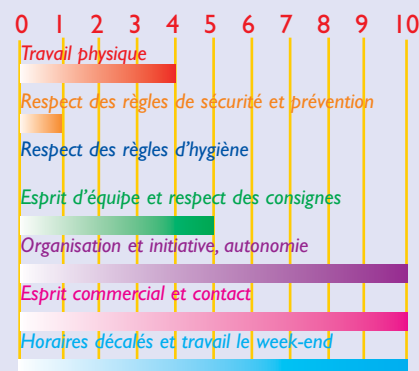 0 1 2 3 4 5 6 7 8 9 10
Travail physique
Respect des règles de sécurité et prévention
Respect des règles d'hygiène
Esprit d'équipe et respect des consignes
Organisation et initiative, autonomie
Esprit commercial et contact
Horaires décalés et travail le week-end